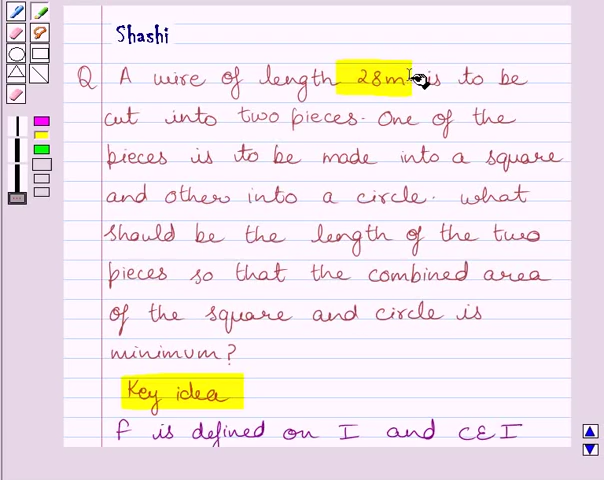 Shashi
Q A wire of length 28m is to be
cut into two pieces. One of the
pieces is to be made into a square
and other into a circle. what
should be the length of the two
pieces so that the combined area
of the square and circle is
minimum?
Key idea
f is defined on I and CεI